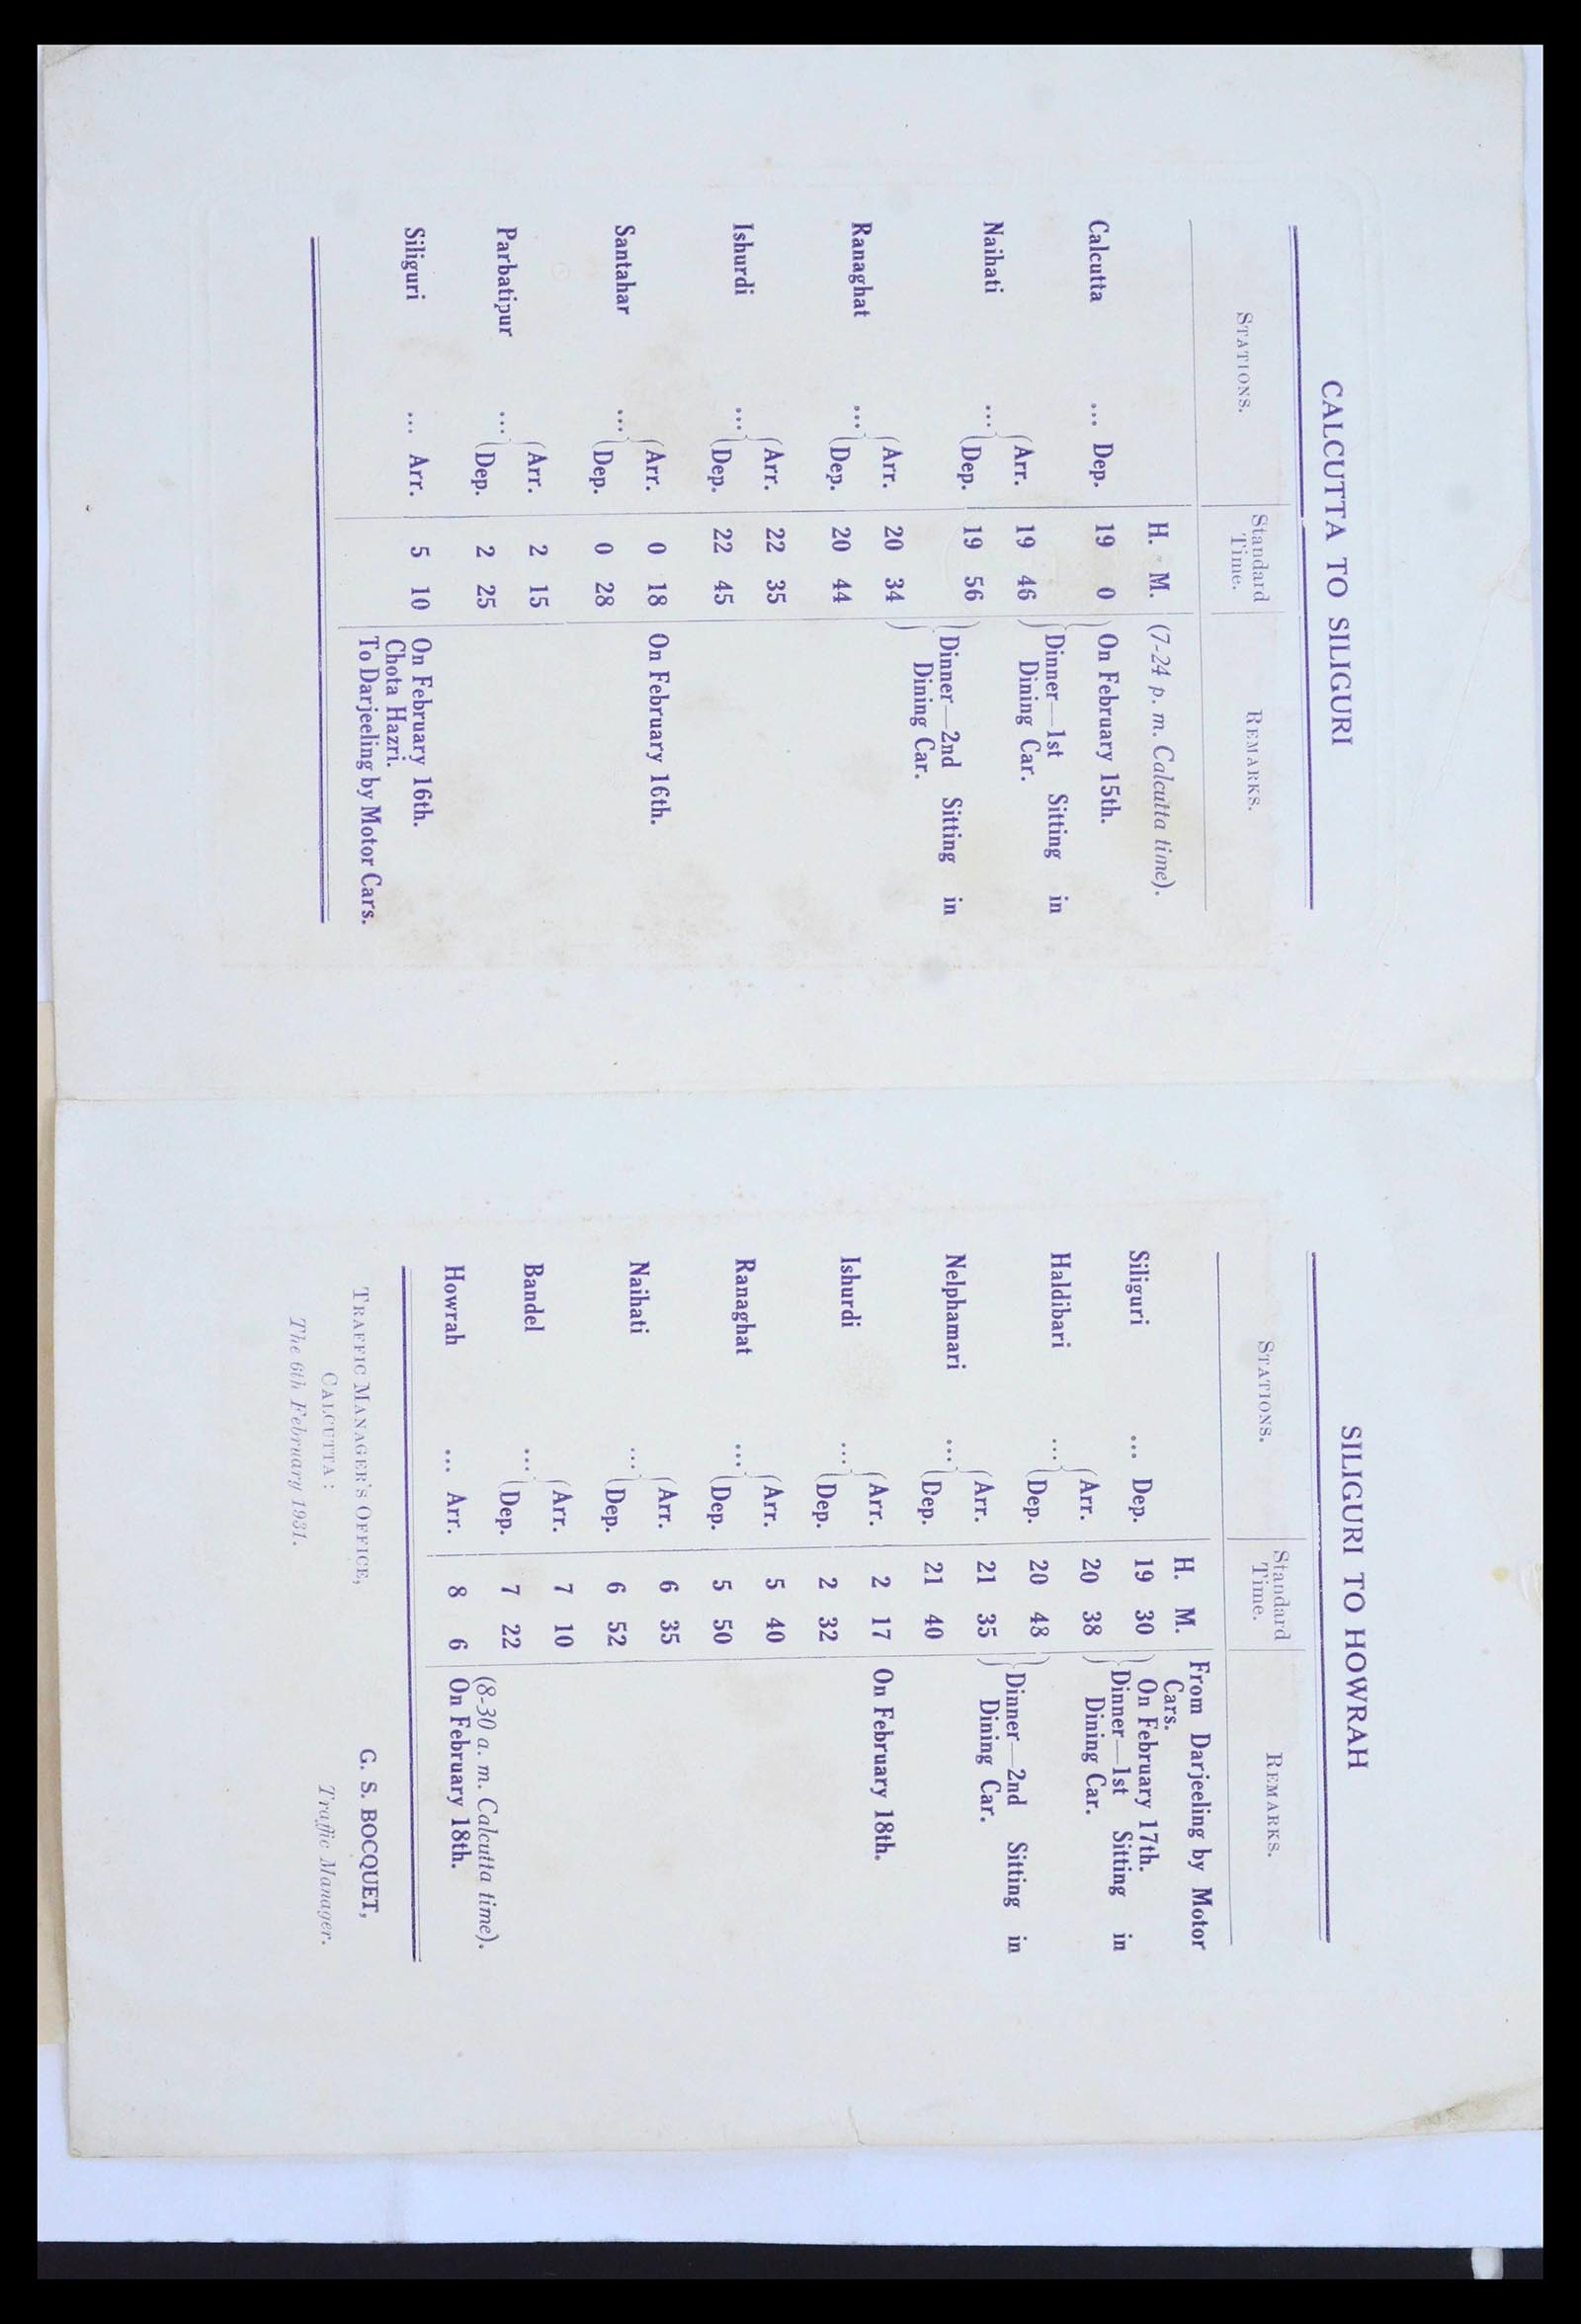 CALCUTTA TO SILIGURI
STATIONS. Standard Time. REMARKS.
H. M. (7-24 p. m. Calcutta time).
Calcutta ... Dep. 19 0 On February 15th.
Dinner—1st Sitting in
Naihati ... Arr. 19 46 Dining Car.
Dep. 19 56 Dinner—2nd Sitting in
Dining Car.
Ranaghat ... Arr. 20 34
Dep. 20 44
Ishurdi ... Arr. 22 35
Dep. 22 45
Santahar ... Arr. 0 18 On February 16th.
Dep. 0 28
Parbatipur ... Arr. 2 15
Dep. 2 25
Siliguri ... Arr. 5 10 On February 16th.
Chota Hazri.
To Darjeeling by Motor Cars.
SILIGURI TO HOWRAH
STATIONS. Standard Time. REMARKS.
From Darjeeling by Motor
H. M. Cars.
Siliguri ... Dep. 19 30 On February 17th.
Dinner—1st Sitting in
Haldibari ... Arr. 20 38 Dining Car.
Dep. 20 48 Dinner—2nd Sitting in
Nelphamari ... Arr. 21 35 Dining Car.
Dep. 21 40
Ishurdi ... Arr. 2 17 On February 18th.
Dep. 2 32
Ranaghat ... Arr. 5 40
Dep. 5 50
Naihati ... Arr. 6 35
Dep. 6 52
Bandel ... Arr. 7 10
Dep. 7 22
(8-30 a. m. Calcutta time).
Howrah ... Arr. 8 6 On February 18th.
TRAFFIC MANAGER'S OFFICE, G. S. BOCQUET,
CALCUTTA: Traffic Manager.
The 6th February 1931.